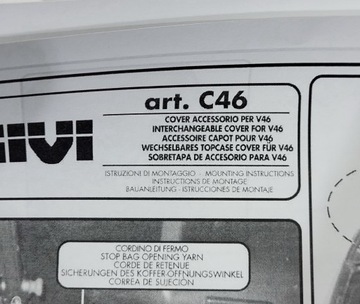 GIVI
art. C46
COVER ACCESSORIO PER V46
INTERCHANGEABLE COVER FOR V46
ACCESSOIRE CAPOT POUR V46
WECHSELBARES TOPCASE COVER FÜR V46
SOBRETAPA DE ACCESORIO PARA V46
ISTRUZIONI DI MONTAGGIO - MOUNTING INSTRUCTIONS
INSTRUCTIONS DE MONTAGE
BAUANLEITUNG - ISTRUCCIONES DE MONTAJE
CORDINO DI FERMO
STOP BAG OPENING YARN
CORDE DE RETENUE
SICHERUNGEN DES KOFFER-ÖFFNUNGSWINKEL
CORREA DE SUJECIÓN